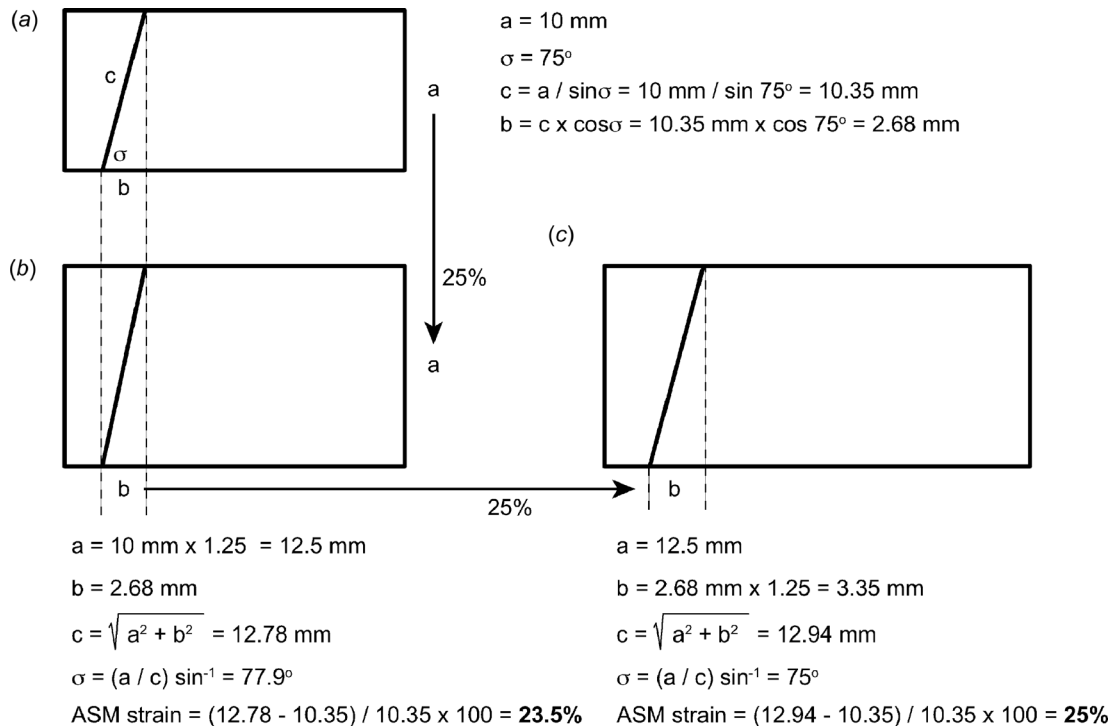 (a)
a = 10 mm
σ = 75°
c = a / sinσ = 10 mm / sin 75° = 10.35 mm
b = c x cosσ = 10.35 mm x cos 75° = 2.68 mm
c
σ
b
a
25%
a
(b)
b
25%
a = 10 mm x 1.25 = 12.5 mm
b = 2.68 mm
c = √ a² + b² = 12.78 mm
σ = (a / c) sin⁻¹ = 77.9°
ASM strain = (12.78 - 10.35) / 10.35 x 100 = 23.5%
(c)
b
a = 12.5 mm
b = 2.68 mm x 1.25 = 3.35 mm
c = √ a² + b² = 12.94 mm
σ = (a / c) sin⁻¹ = 75°
ASM strain = (12.94 - 10.35) / 10.35 x 100 = 25%